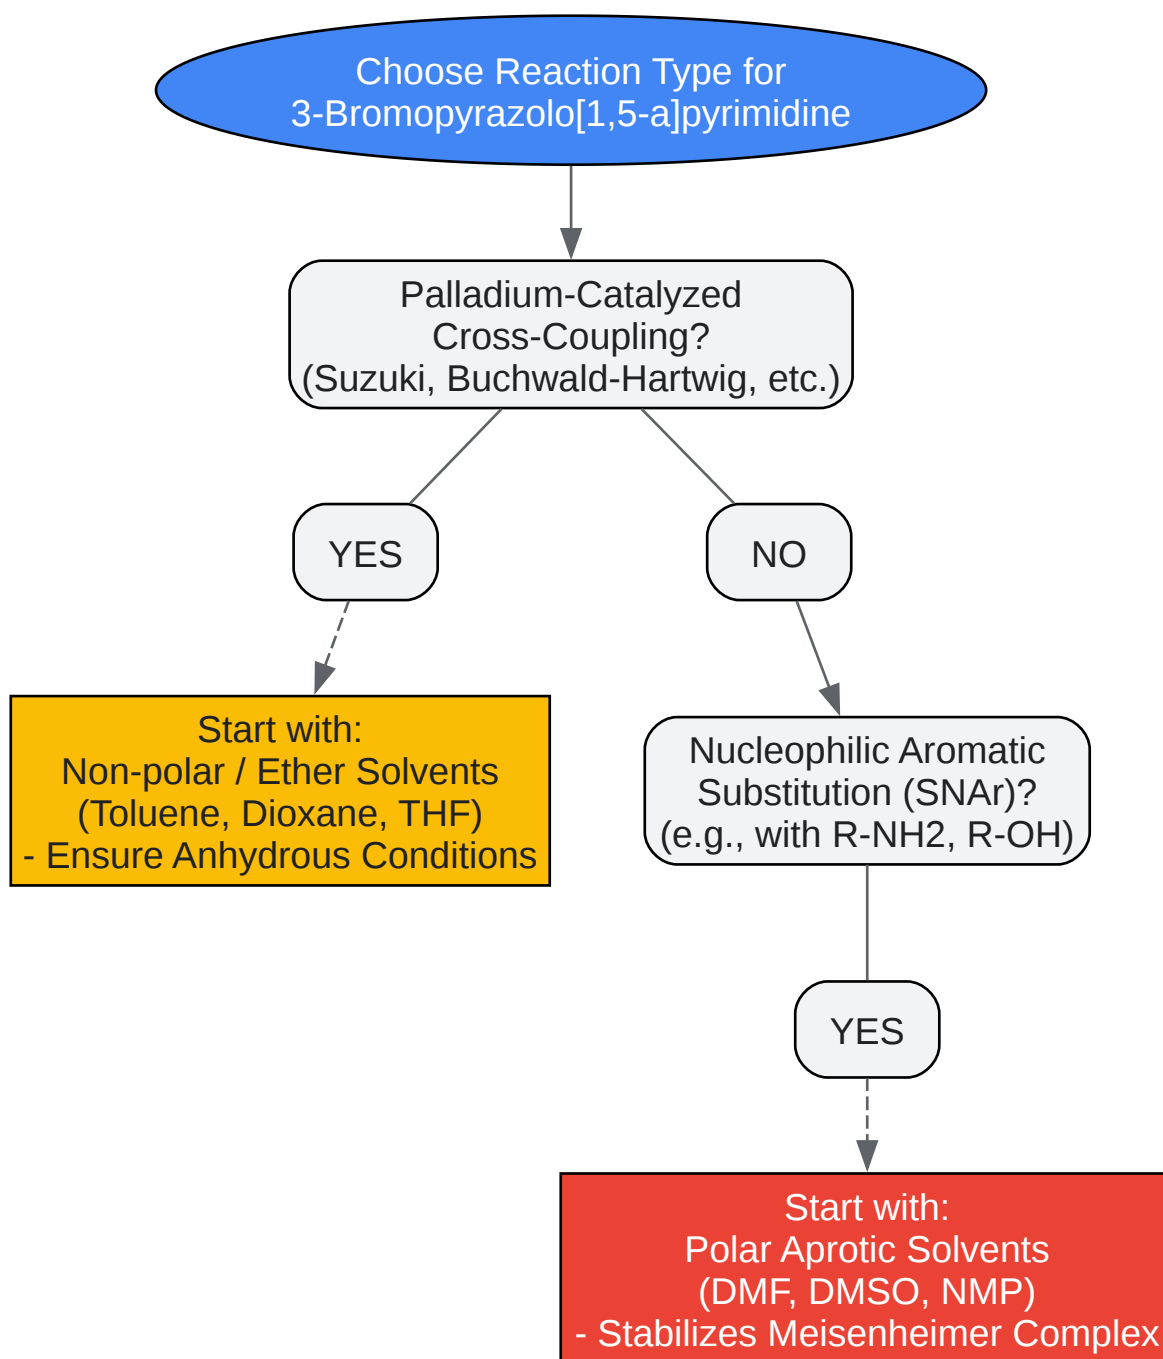 Choose Reaction Type for
3-Bromopyrazolo[1,5-a]pyrimidine
Palladium-Catalyzed
Cross-Coupling?
(Suzuki, Buchwald-Hartwig, etc.)
YES
NO
Start with:
Non-polar / Ether Solvents
(Toluene, Dioxane, THF)
- Ensure Anhydrous Conditions
Nucleophilic Aromatic
Substitution (SNAr)?
(e.g., with R-NH2, R-OH)
YES
Start with:
Polar Aprotic Solvents
(DMF, DMSO, NMP)
- Stabilizes Meisenheimer Complex